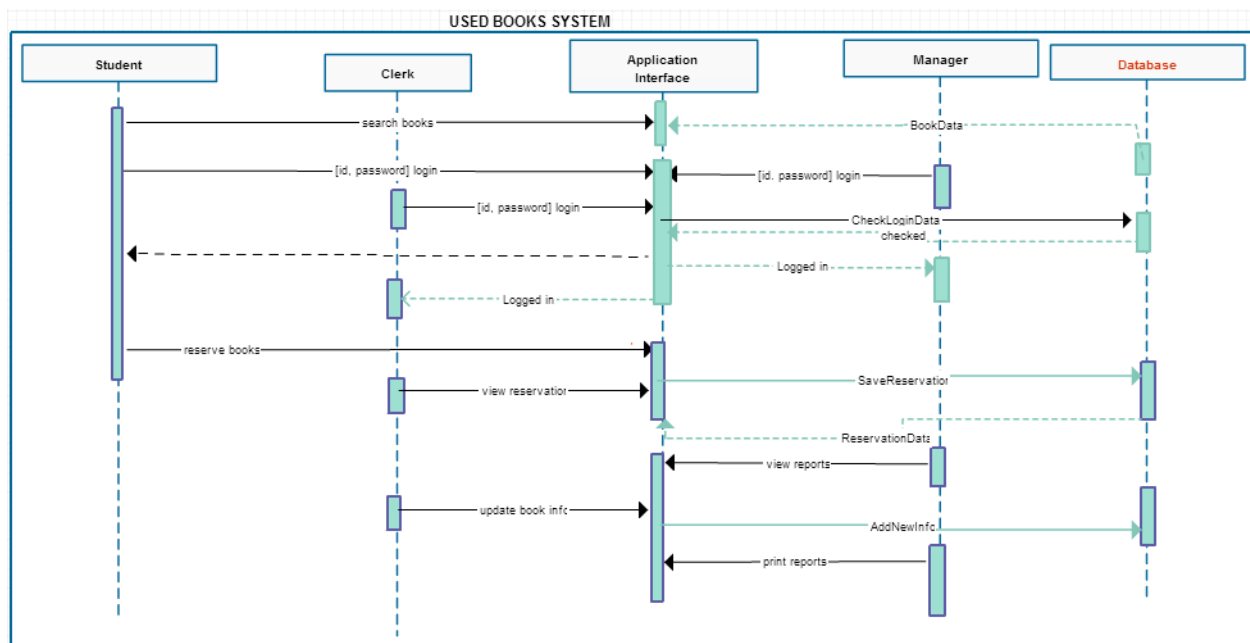 USED BOOKS SYSTEM
Student
Clerk
Application
Interface
Manager
Database
search books
BookData
[id, password] login
[id. password] login
[id, password] login
CheckLoginData
checked
Logged in
Logged in
reserve books
SaveReservation
view reservation
ReservationData
view reports
update book info
AddNewInfo
print reports